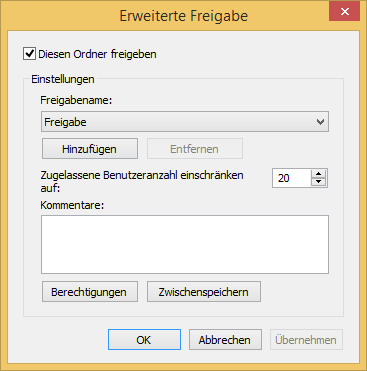 Erweiterte Freigabe
Diesen Ordner freigeben
Einstellungen
Freigabename:
Freigabe
Hinzufügen Entfernen
Zugelassene Benutzeranzahl einschränken 20
auf:
Kommentare:
Berechtigungen Zwischenspeichern
OK Abbrechen Übernehmen